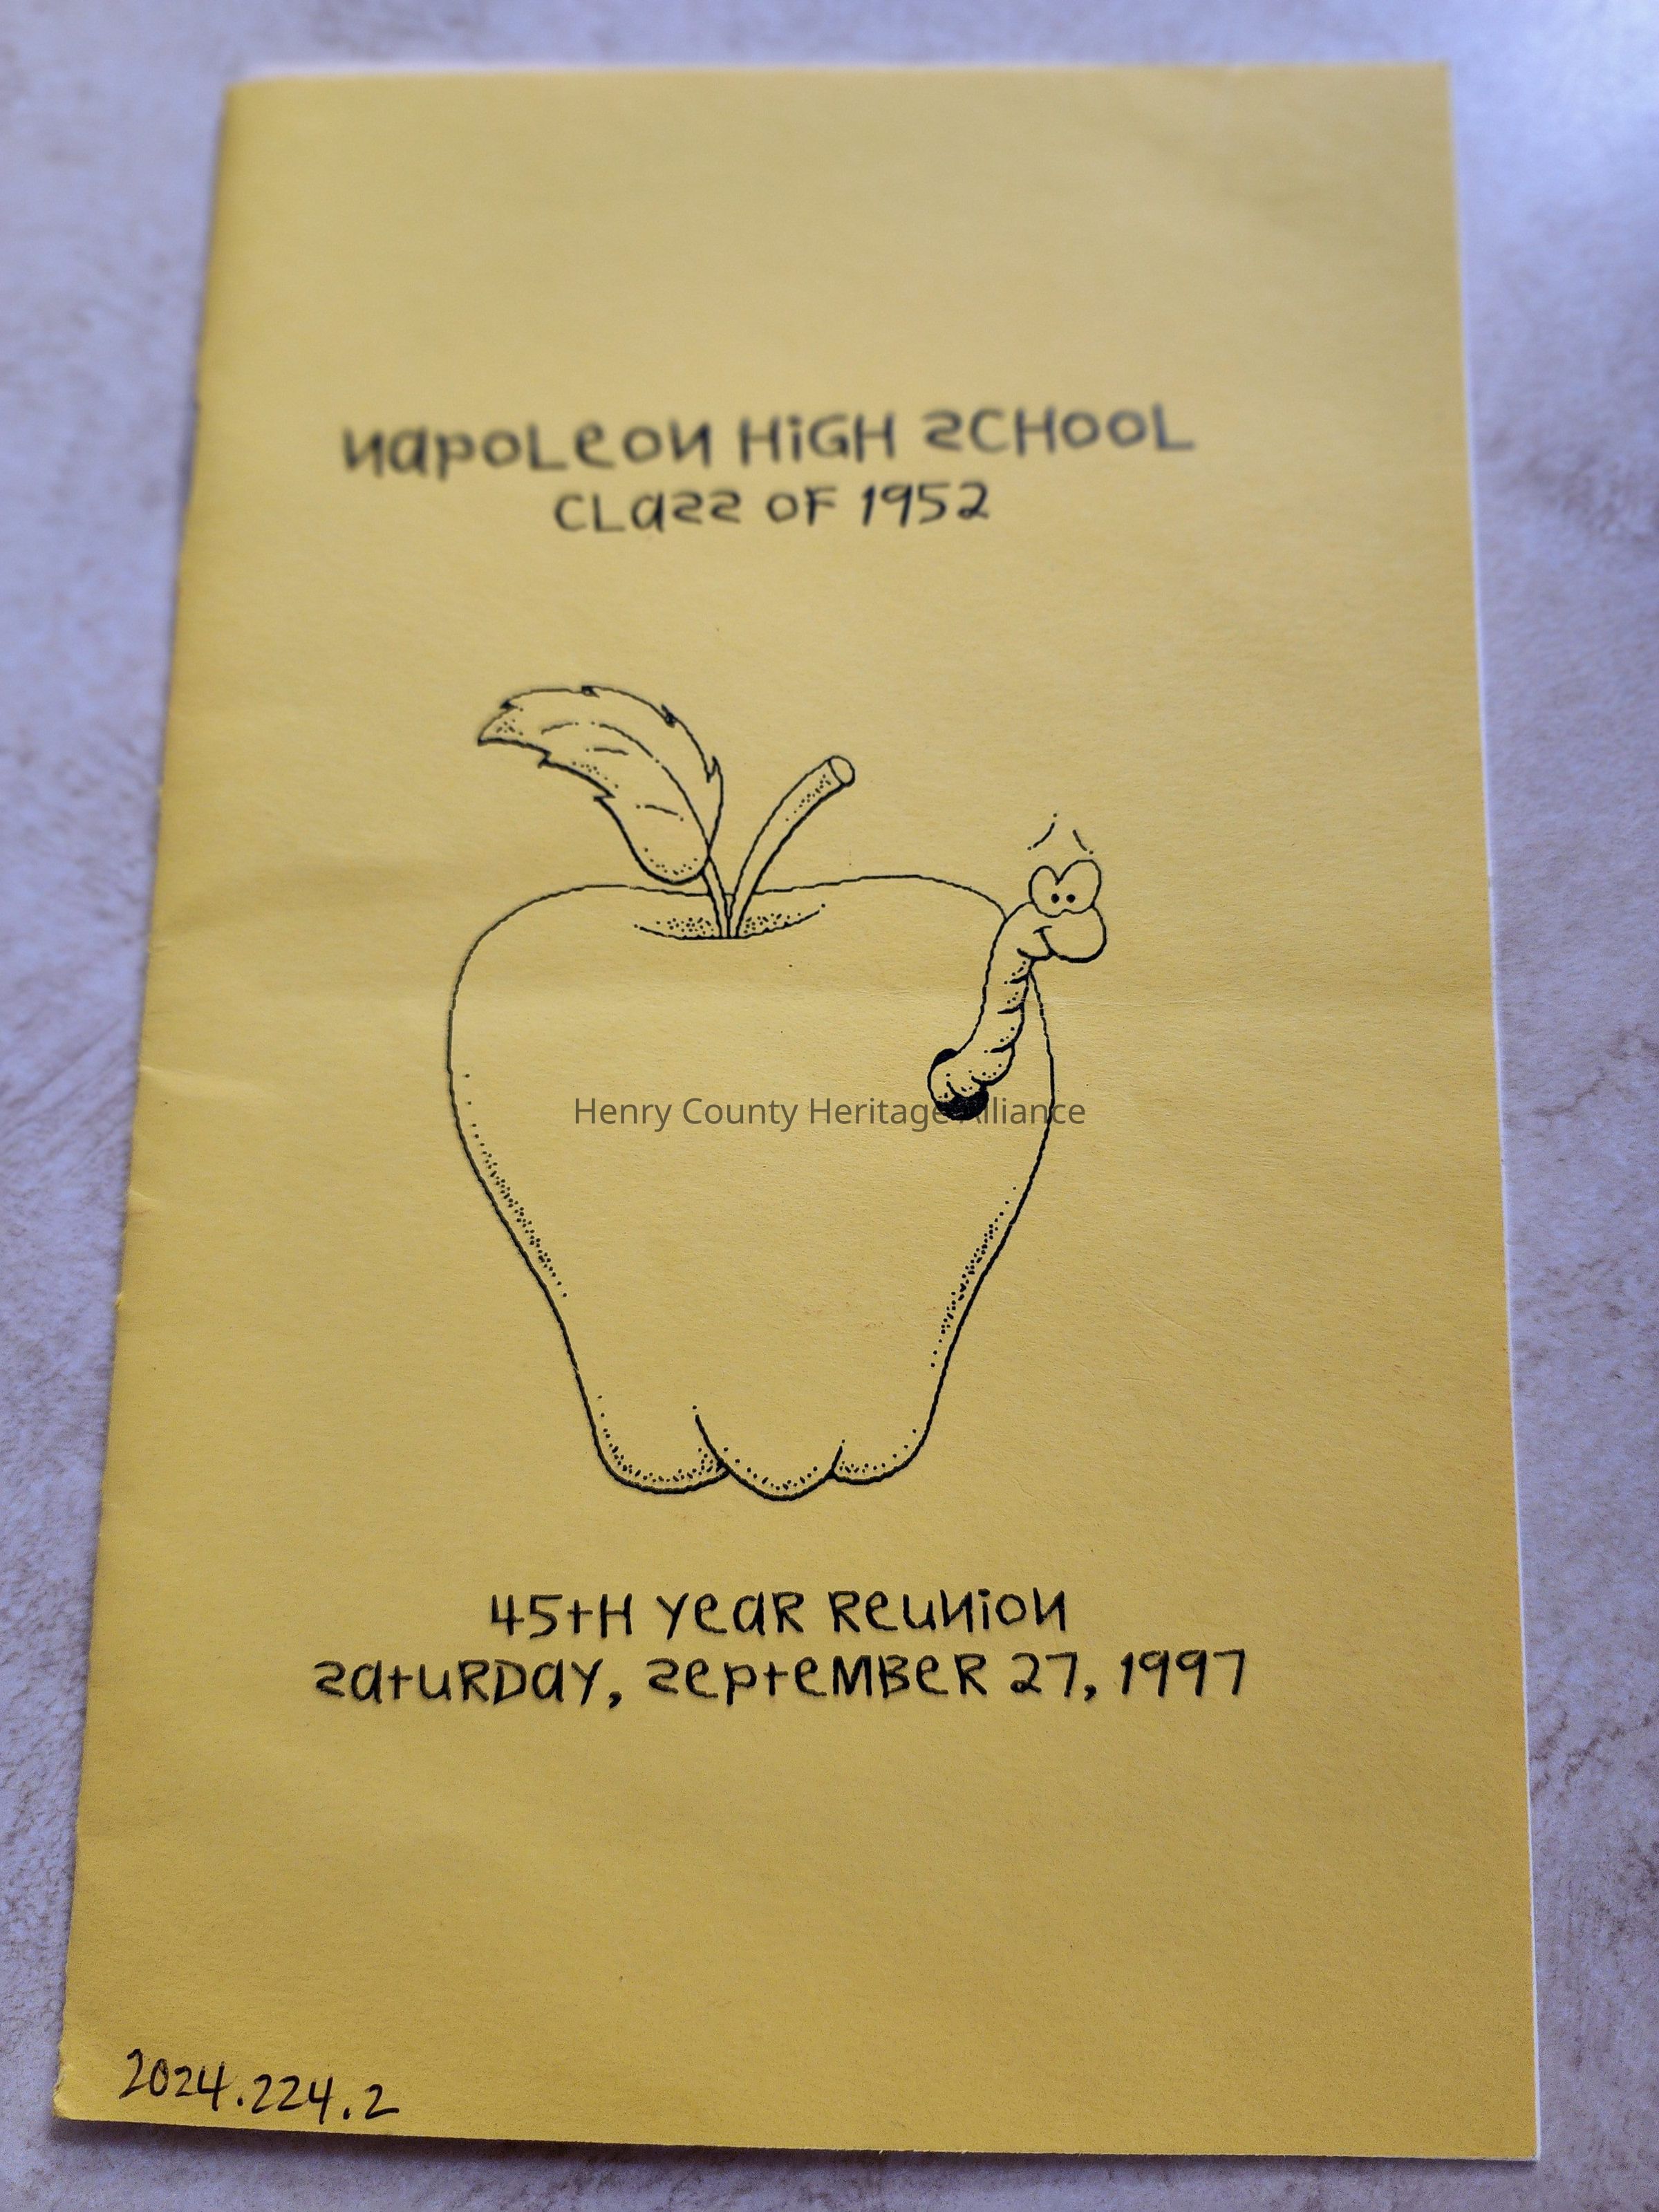 NaPOLeON HiGH SCHOOL
CLaSS OF 1952
Henry County Heritage Alliance
45tH YeaR ReuNiON
SatuRDaY, SepteMBeR 27, 1997
2024.224.2